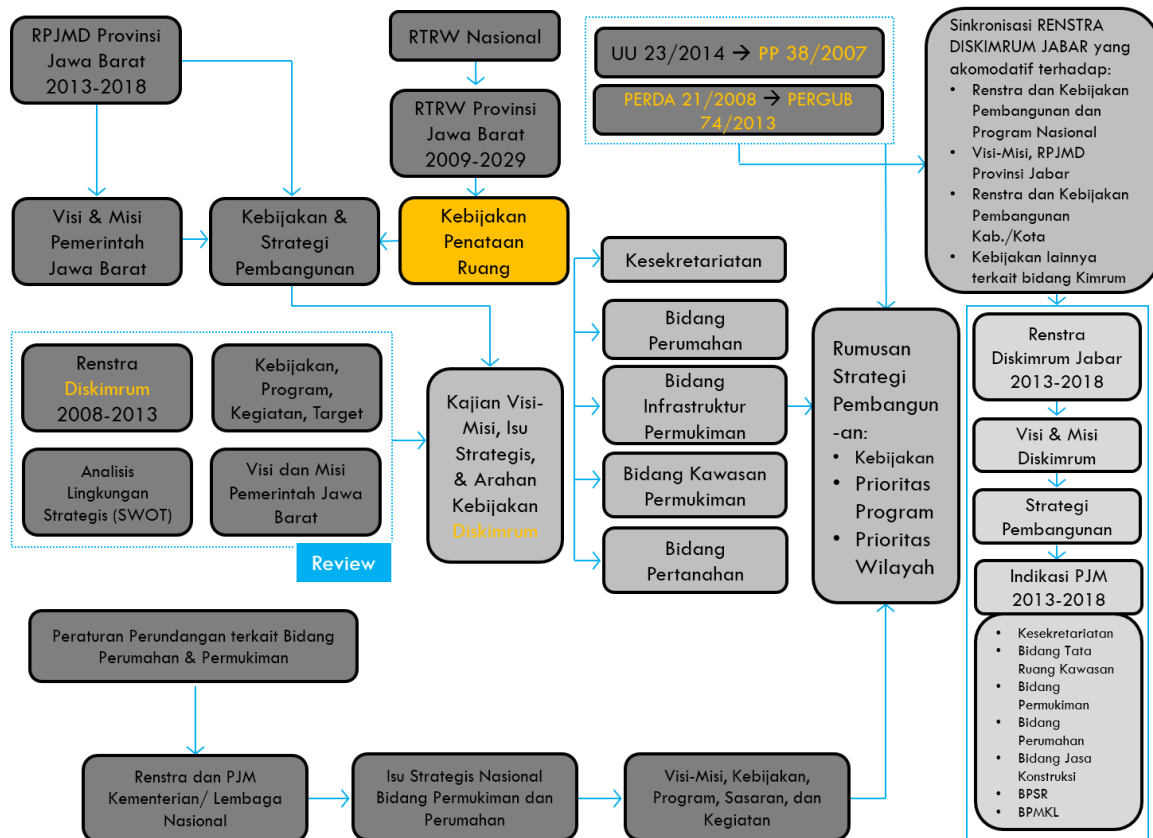 RPJMD Provinsi
Jawa Barat
2013-2018
RTRW Nasional
RTRW Provinsi
Jawa Barat
2009-2029
UU 23/2014 → PP 38/2007
PERDA 21/2008 → PERGUB
74/2013
Sinkronisasi RENSTRA
DISKIMRUM JABAR yang
akomodatif terhadap:
• Renstra dan Kebijakan
Pembangunan dan
Program Nasional
• Visi-Misi, RPJMD
Provinsi Jabar
• Renstra dan Kebijakan
Pembangunan
Kab./Kota
• Kebijakan lainnya
terkait bidang Kimrum
Visi & Misi
Pemerintah
Jawa Barat
Kebijakan &
Strategi
Pembangunan
Kebijakan
Penataan
Ruang
Renstra
Diskimrum
2008-2013
Kebijakan,
Program,
Kegiatan, Target
Analisis
Lingkungan
Strategis (SWOT)
Visi dan Misi
Pemerintah Jawa
Barat
Review
Kajian Visi-
Misi, Isu
Strategis,
& Arahan
Kebijakan
Diskimrum
Kesekretariatan
Bidang
Perumahan
Bidang
Infrastruktur
Permukiman
Bidang Kawasan
Permukiman
Bidang
Pertanahan
Rumusan
Strategi
Pembangun
-an:
• Kebijakan
• Prioritas
Program
• Prioritas
Wilayah
Renstra
Diskimrum Jabar
2013-2018
Visi & Misi
Diskimrum
Strategi
Pembangunan
Indikasi PJM
2013-2018
• Kesekretariatan
• Bidang Tata
Ruang Kawasan
• Bidang
Permukiman
• Bidang
Perumahan
• Bidang Jasa
Konstruksi
• BPSR
• BPMKL
Peraturan Perundangan terkait Bidang
Perumahan & Permukiman
Renstra dan PJM
Kementerian/ Lembaga
Nasional
Isu Strategis Nasional
Bidang Permukiman dan
Perumahan
Visi-Misi, Kebijakan,
Program, Sasaran, dan
Kegiatan